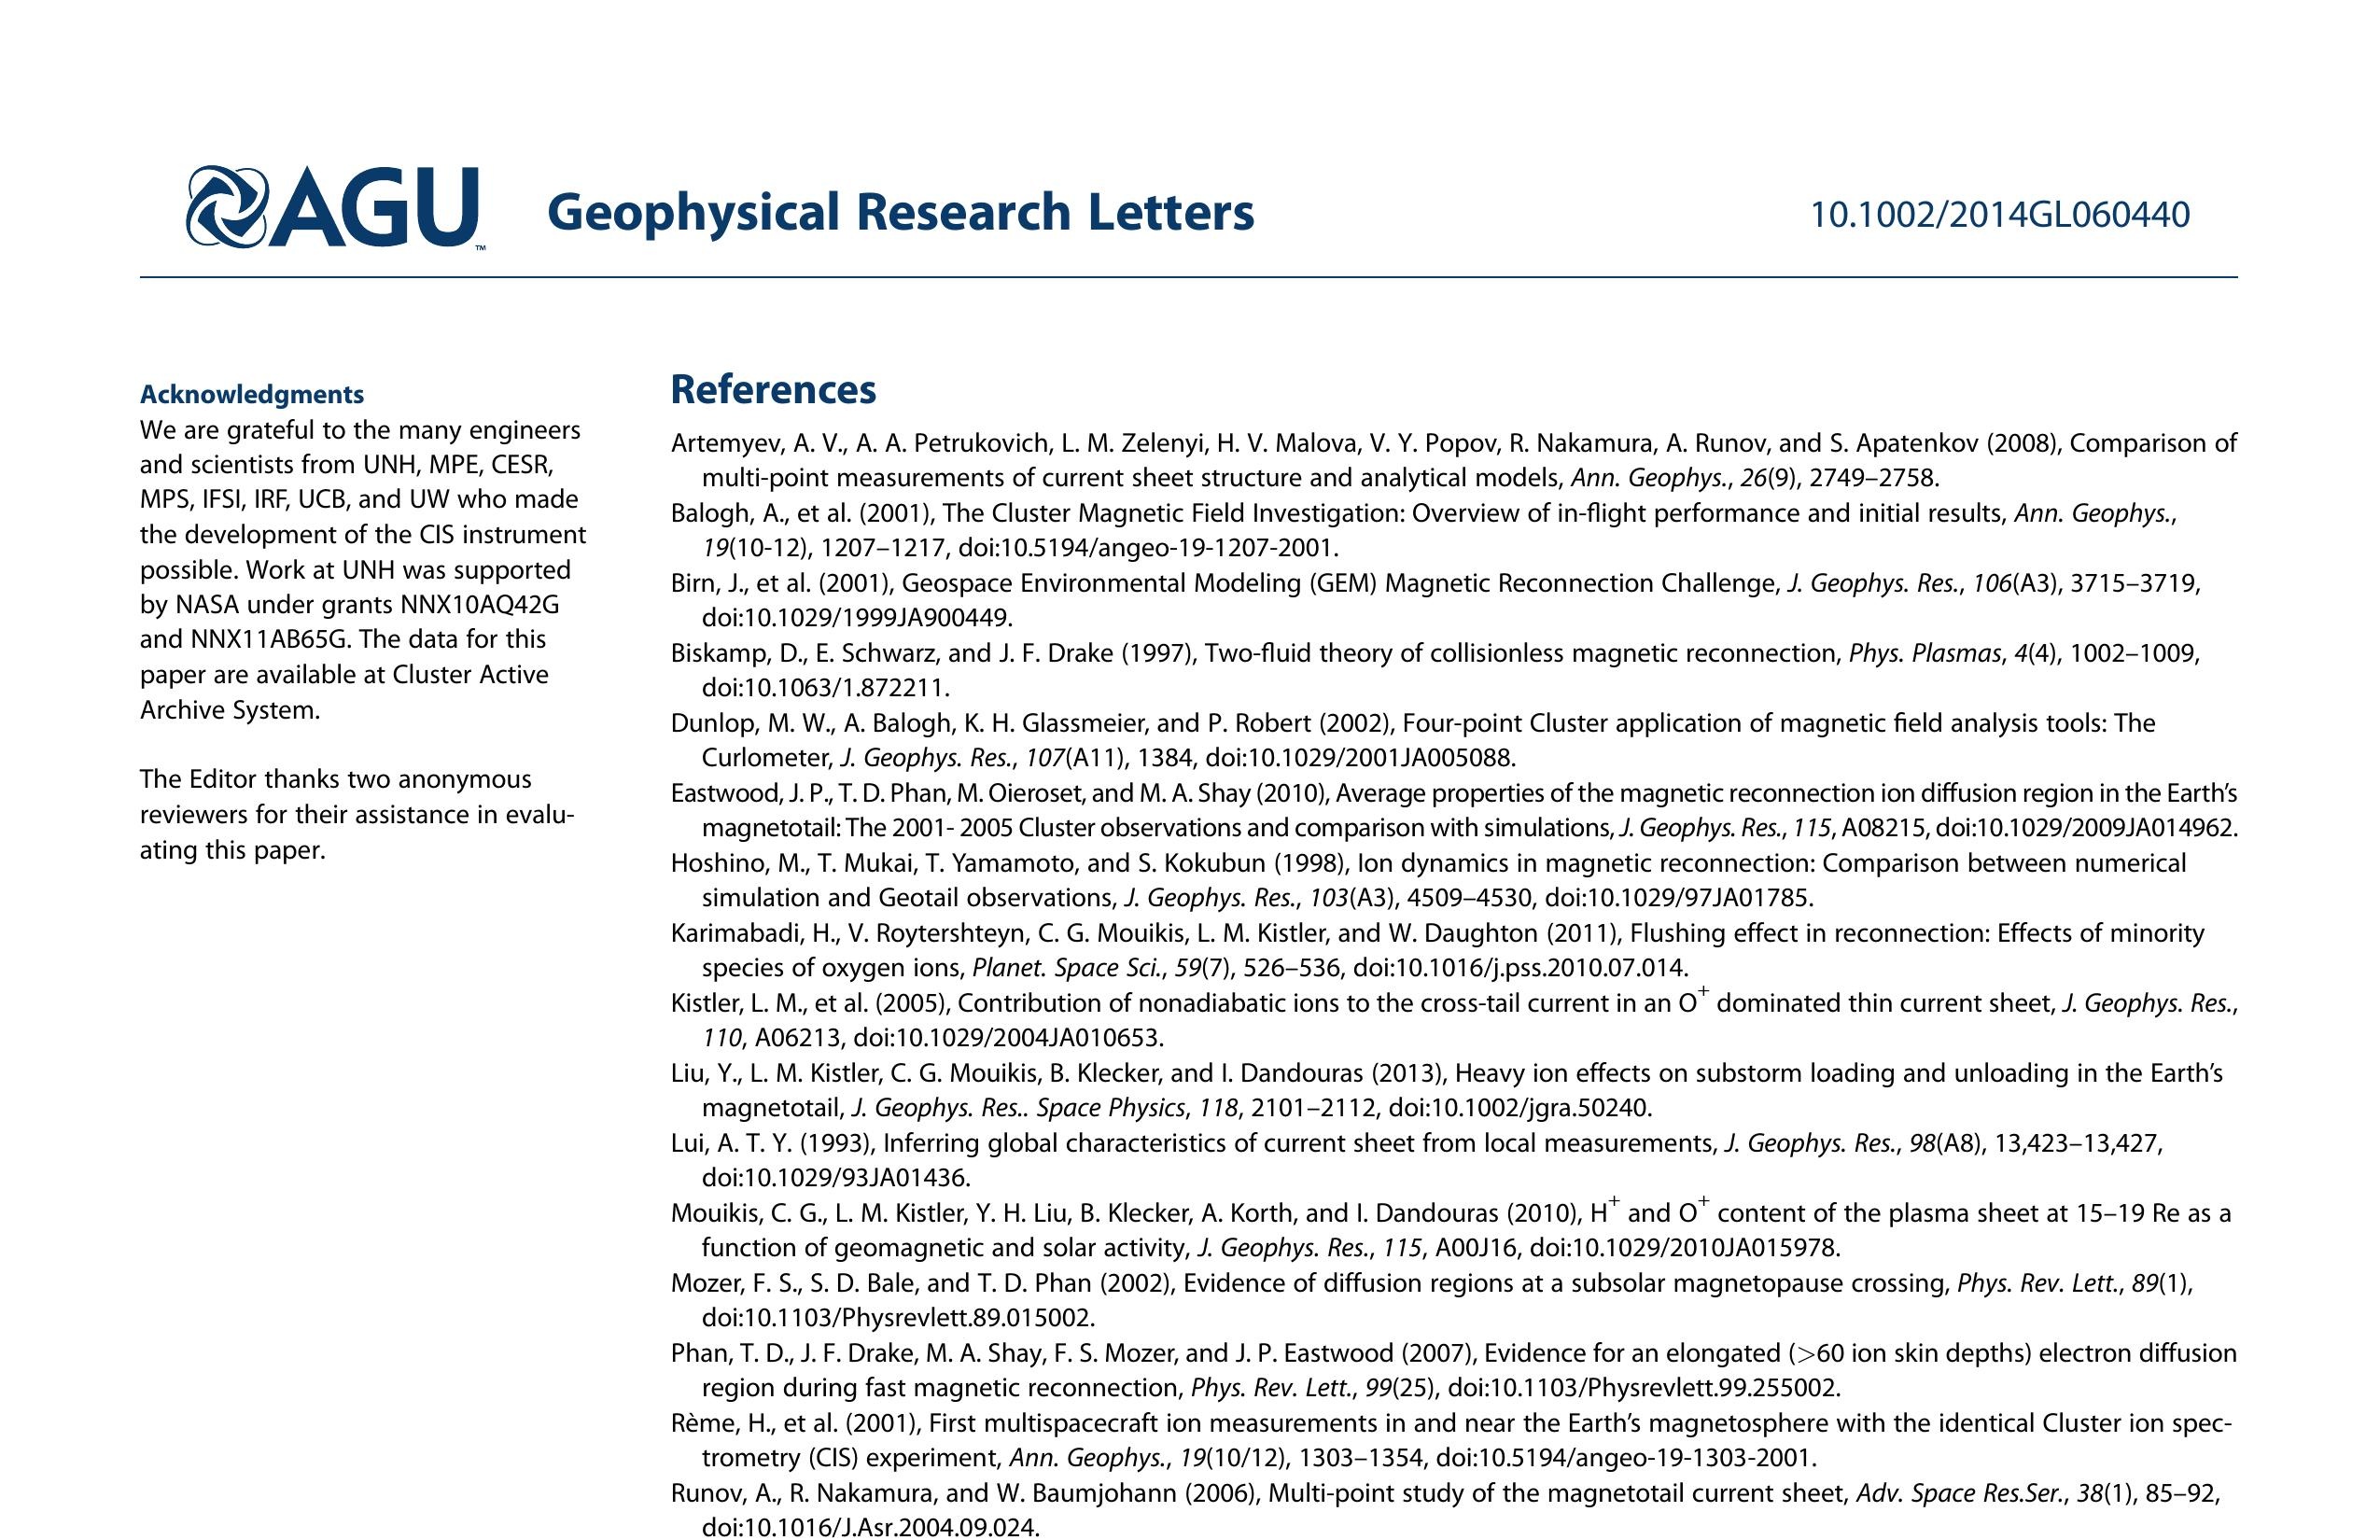 AGU™ Geophysical Research Letters 10.1002/2014GL060440
Acknowledgments
We are grateful to the many engineers
and scientists from UNH, MPE, CESR,
MPS, IFSI, IRF, UCB, and UW who made
the development of the CIS instrument
possible. Work at UNH was supported
by NASA under grants NNX10AQ42G
and NNX11AB65G. The data for this
paper are available at Cluster Active
Archive System.
The Editor thanks two anonymous
reviewers for their assistance in evalu-
ating this paper.
References
Artemyev, A. V., A. A. Petrukovich, L. M. Zelenyi, H. V. Malova, V. Y. Popov, R. Nakamura, A. Runov, and S. Apatenkov (2008), Comparison of
multi-point measurements of current sheet structure and analytical models, Ann. Geophys., 26(9), 2749–2758.
Balogh, A., et al. (2001), The Cluster Magnetic Field Investigation: Overview of in-flight performance and initial results, Ann. Geophys.,
19(10-12), 1207–1217, doi:10.5194/angeo-19-1207-2001.
Birn, J., et al. (2001), Geospace Environmental Modeling (GEM) Magnetic Reconnection Challenge, J. Geophys. Res., 106(A3), 3715–3719,
doi:10.1029/1999JA900449.
Biskamp, D., E. Schwarz, and J. F. Drake (1997), Two-fluid theory of collisionless magnetic reconnection, Phys. Plasmas, 4(4), 1002–1009,
doi:10.1063/1.872211.
Dunlop, M. W., A. Balogh, K. H. Glassmeier, and P. Robert (2002), Four-point Cluster application of magnetic field analysis tools: The
Curlometer, J. Geophys. Res., 107(A11), 1384, doi:10.1029/2001JA005088.
Eastwood, J. P., T. D. Phan, M. Oieroset, and M. A. Shay (2010), Average properties of the magnetic reconnection ion diffusion region in the Earth's
magnetotail: The 2001- 2005 Cluster observations and comparison with simulations, J. Geophys. Res., 115, A08215, doi:10.1029/2009JA014962.
Hoshino, M., T. Mukai, T. Yamamoto, and S. Kokubun (1998), Ion dynamics in magnetic reconnection: Comparison between numerical
simulation and Geotail observations, J. Geophys. Res., 103(A3), 4509–4530, doi:10.1029/97JA01785.
Karimabadi, H., V. Roytershteyn, C. G. Mouikis, L. M. Kistler, and W. Daughton (2011), Flushing effect in reconnection: Effects of minority
species of oxygen ions, Planet. Space Sci., 59(7), 526–536, doi:10.1016/j.pss.2010.07.014.
Kistler, L. M., et al. (2005), Contribution of nonadiabatic ions to the cross-tail current in an O⁺ dominated thin current sheet, J. Geophys. Res.,
110, A06213, doi:10.1029/2004JA010653.
Liu, Y., L. M. Kistler, C. G. Mouikis, B. Klecker, and I. Dandouras (2013), Heavy ion effects on substorm loading and unloading in the Earth's
magnetotail, J. Geophys. Res.. Space Physics, 118, 2101–2112, doi:10.1002/jgra.50240.
Lui, A. T. Y. (1993), Inferring global characteristics of current sheet from local measurements, J. Geophys. Res., 98(A8), 13,423–13,427,
doi:10.1029/93JA01436.
Mouikis, C. G., L. M. Kistler, Y. H. Liu, B. Klecker, A. Korth, and I. Dandouras (2010), H⁺ and O⁺ content of the plasma sheet at 15–19 Re as a
function of geomagnetic and solar activity, J. Geophys. Res., 115, A00J16, doi:10.1029/2010JA015978.
Mozer, F. S., S. D. Bale, and T. D. Phan (2002), Evidence of diffusion regions at a subsolar magnetopause crossing, Phys. Rev. Lett., 89(1),
doi:10.1103/Physrevlett.89.015002.
Phan, T. D., J. F. Drake, M. A. Shay, F. S. Mozer, and J. P. Eastwood (2007), Evidence for an elongated (>60 ion skin depths) electron diffusion
region during fast magnetic reconnection, Phys. Rev. Lett., 99(25), doi:10.1103/Physrevlett.99.255002.
Rème, H., et al. (2001), First multispacecraft ion measurements in and near the Earth's magnetosphere with the identical Cluster ion spec-
trometry (CIS) experiment, Ann. Geophys., 19(10/12), 1303–1354, doi:10.5194/angeo-19-1303-2001.
Runov, A., R. Nakamura, and W. Baumjohann (2006), Multi-point study of the magnetotail current sheet, Adv. Space Res.Ser., 38(1), 85–92,
doi:10.1016/J.Asr.2004.09.024.